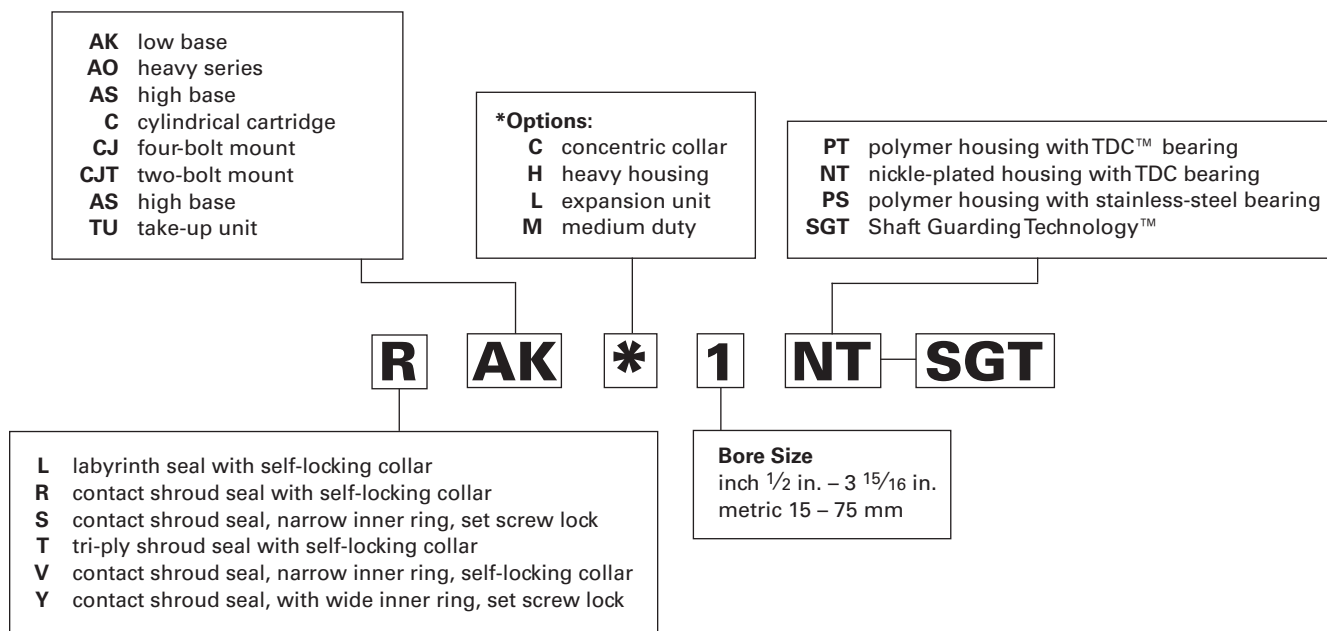 AK low base
AO heavy series
AS high base
C cylindrical cartridge
CJ four-bolt mount
CJT two-bolt mount
AS high base
TU take-up unit
*Options:
C concentric collar
H heavy housing
L expansion unit
M medium duty
PT polymer housing with TDC™ bearing
NT nickle-plated housing with TDC bearing
PS polymer housing with stainless-steel bearing
SGT Shaft Guarding Technology™
R AK * 1 NT SGT
L labyrinth seal with self-locking collar
R contact shroud seal with self-locking collar
S contact shroud seal, narrow inner ring, set screw lock
T tri-ply shroud seal with self-locking collar
V contact shroud seal, narrow inner ring, self-locking collar
Y contact shroud seal, with wide inner ring, set screw lock
Bore Size
inch 1/2 in. – 3 15/16 in.
metric 15 – 75 mm